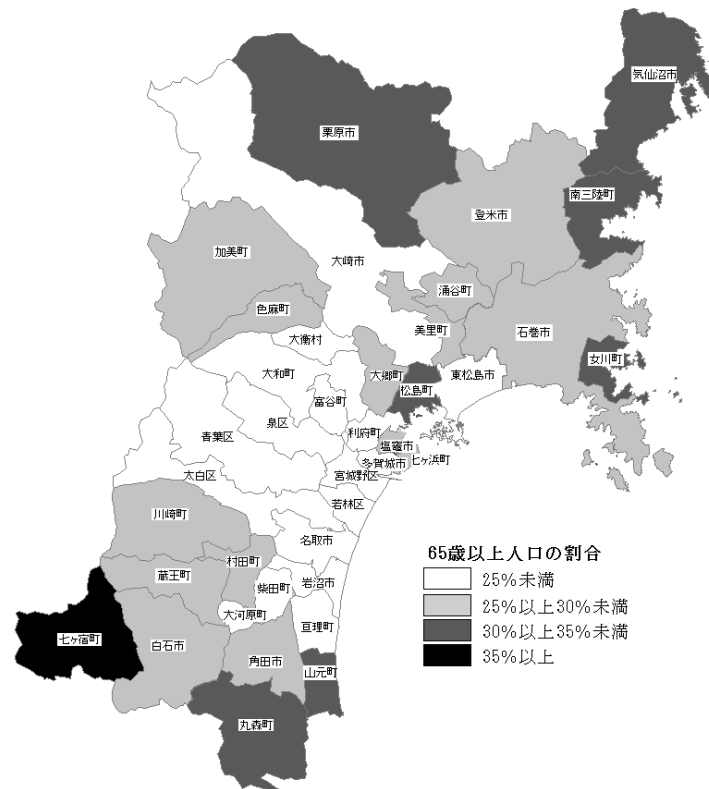 気仙沼市
栗原市
南三陸町
登米市
加美町
大崎市
涌谷町
色麻町
美里町
石巻市
大衡村
女川町
大和町
大郷町
東松島市
松島町
富谷町
泉区
利府町
青葉区
塩竈市
多賀城市
七ヶ浜町
太白区
宮城野区
若林区
川崎町
名取市
村田町
蔵王町
岩沼市
柴田町
大河原町
亘理町
七ヶ宿町
白石市
角田市
山元町
丸森町
65歳以上人口の割合
25%未満
25%以上30%未満
30%以上35%未満
35%以上